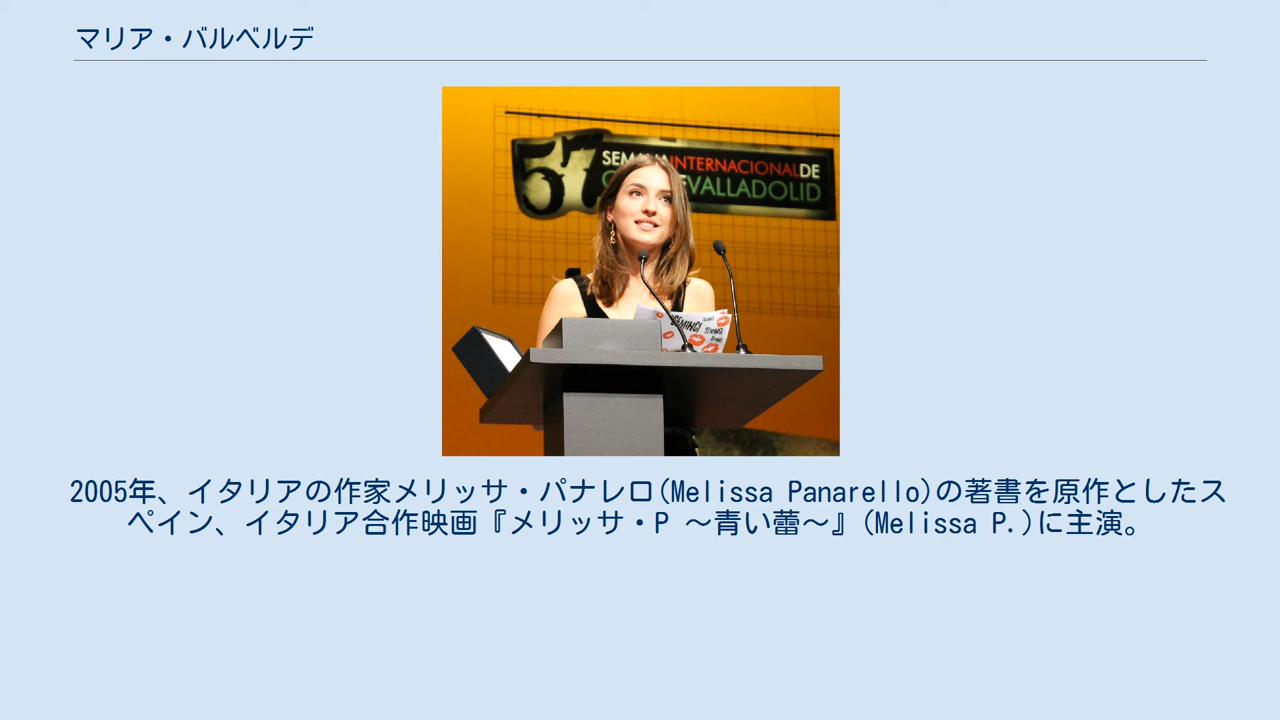 マリア・バルベルデ
57
SEMANA INTERNACIONAL DE
VALLADOLID
SEMINCI
SEMINCI
2005年、イタリアの作家メリッサ・パナレロ(Melissa Panarello)の著書を原作としたス
ペイン、イタリア合作映画『メリッサ・P ～青い蕾～』(Melissa P.)に主演。